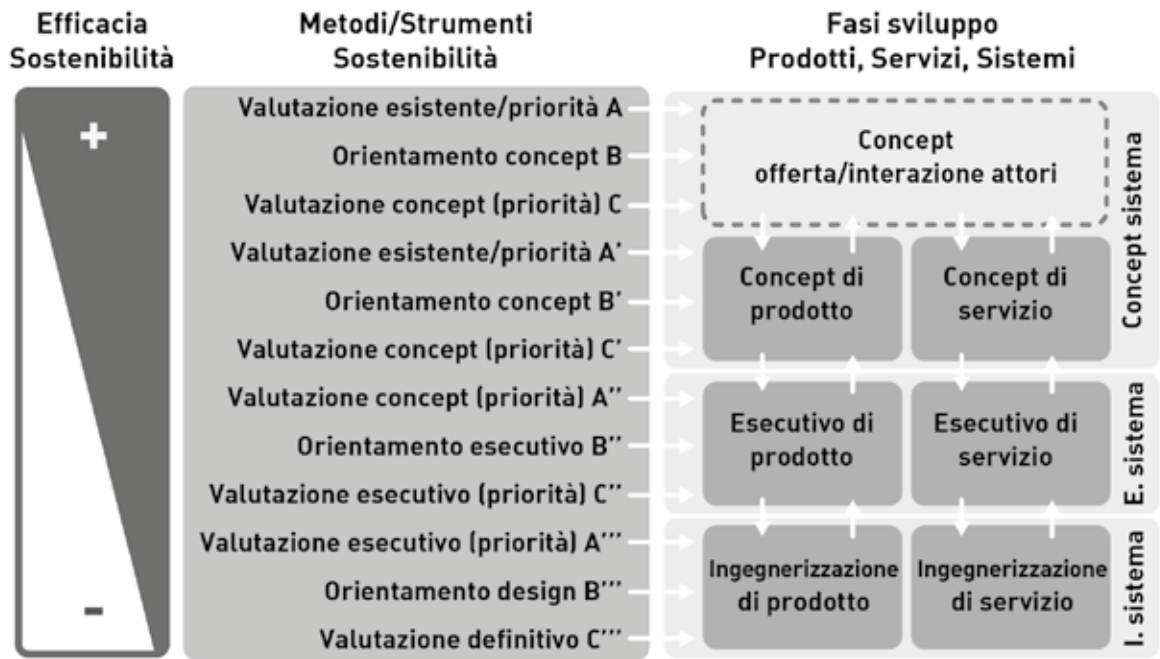 Efficacia
Sostenibilità
Metodi/Strumenti
Sostenibilità
Fasi sviluppo
Prodotti, Servizi, Sistemi
+
-
Valutazione esistente/priorità A
Orientamento concept B
Valutazione concept (priorità) C
Valutazione esistente/priorità A'
Orientamento concept B'
Valutazione concept (priorità) C'
Valutazione concept (priorità) A''
Orientamento esecutivo B''
Valutazione esecutivo (priorità) C''
Valutazione esecutivo (priorità) A'''
Orientamento design B'''
Valutazione definitivo C'''
Concept
offerta/interazione attori
Concept di
prodotto
Concept di
servizio
Concept sistema
Esecutivo di
prodotto
Esecutivo di
servizio
E. sistema
Ingegnerizzazione
di prodotto
Ingegnerizzazione
di servizio
I. sistema